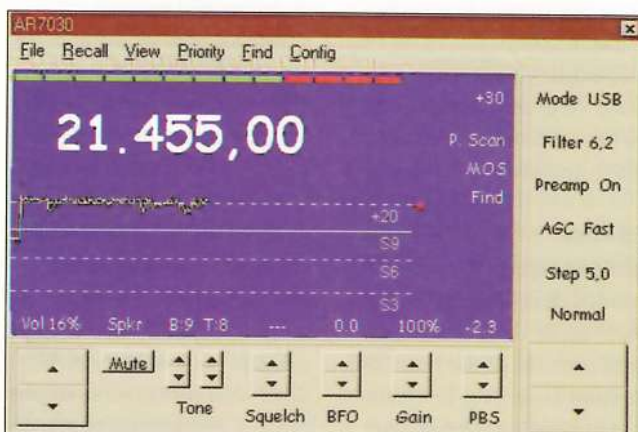 AR7030
File Recall View Priority Find Config
+30
21.455,00
P. Scan
MOS
Find
+20
S9
S6
S3
Vol 16% Spkr B:9 T:8 --- 0.0 100% -2.3
Mode USB
Filter 6,2
Preamp On
AGC Fast
Step 5,0
Normal
Mute
Tone
Squelch
BFO
Gain
PBS